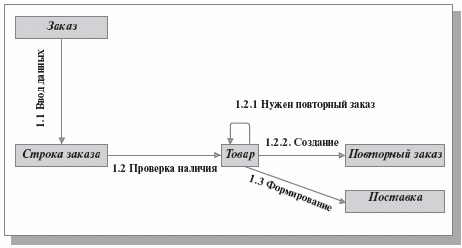 Заказ
1.1 Ввод данных
1.2.1 Нужен повторный заказ
1.2.2. Создание
Строка заказа
Товар
Повторный заказ
1.2 Проверка наличия
1.3 Формирование
Поставка